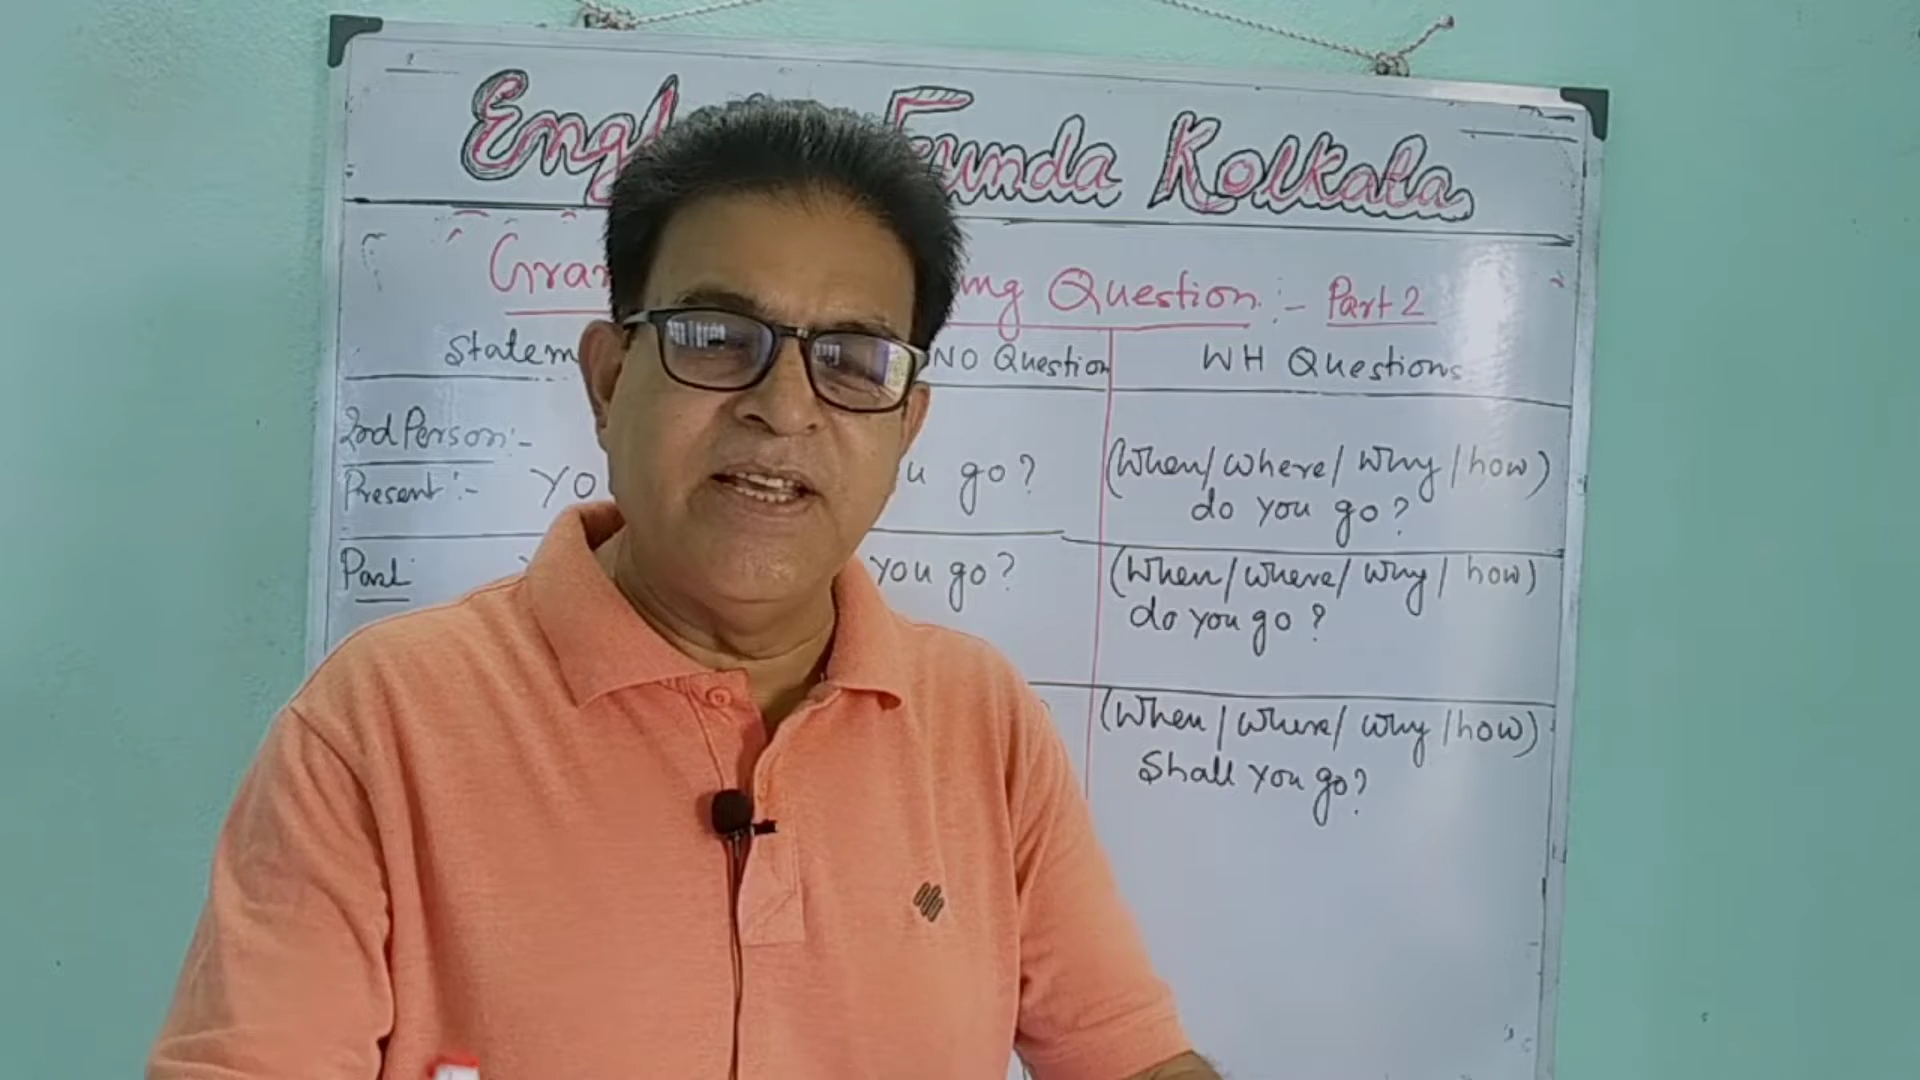 Engl Funda Kolkata
Gra ing Question :- Part 2
Statem NO Question WH Questions
2nd Person :-
Present :- YO u go? (When/ where/ Why / how)
do you go?
Past you go? (When/ where/ why / how)
do you go ?
(When / where/ why / how)
Shall you go?